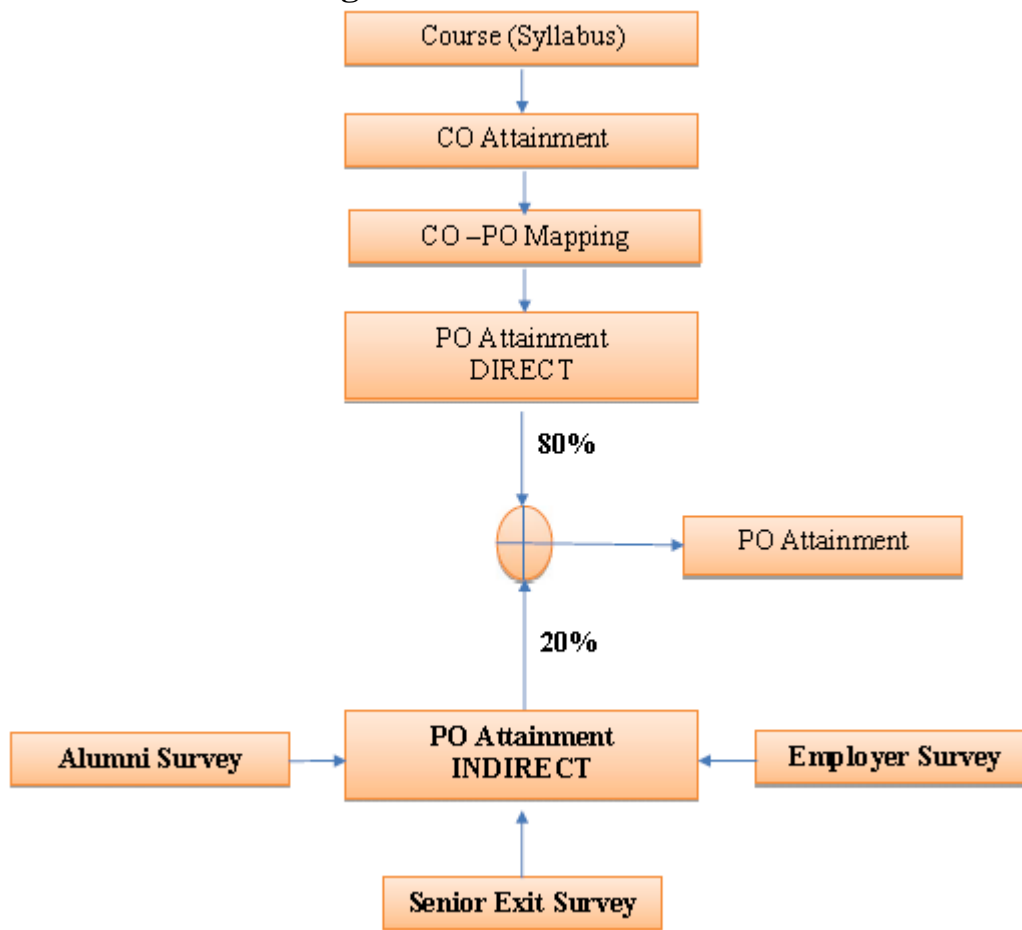 Course (Syllabus)
CO Attainment
CO –PO Mapping
PO Attainment
DIRECT
80%
PO Attainment
20%
PO Attainment
INDIRECT
Alumni Survey
Employer Survey
Senior Exit Survey